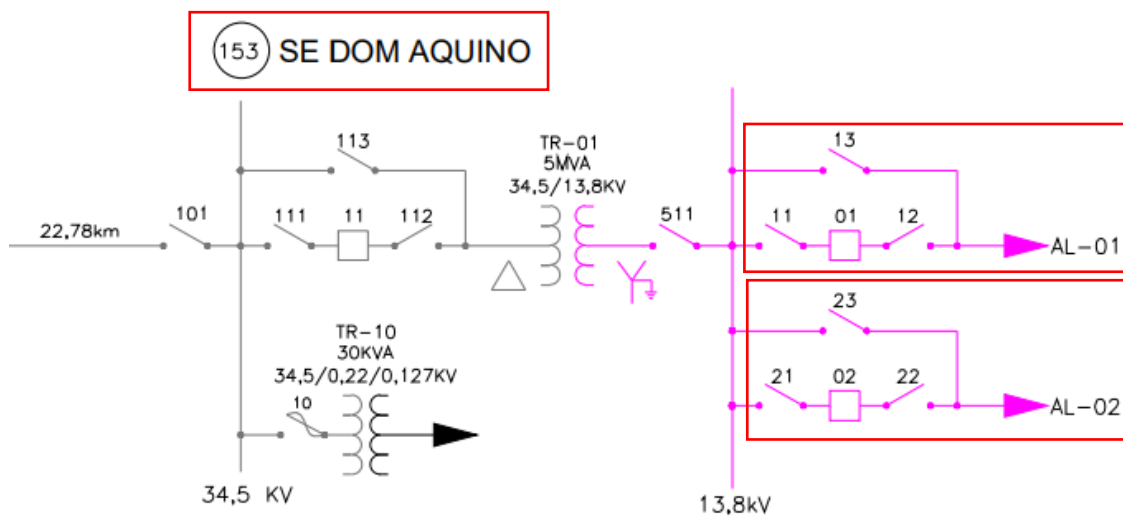 153 SE DOM AQUINO
113
TR-01
5MVA
34,5/13,8KV
13
22,78km
101
111
11
112
511
11
01
12
AL-01
TR-10
30KVA
34,5/0,22/0,127KV
10
23
21
02
22
AL-02
34,5 KV
13,8kV